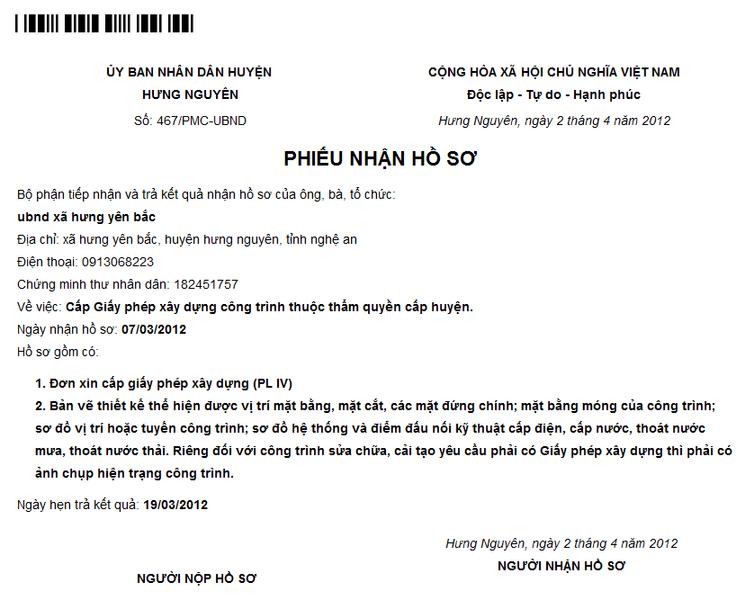 ỦY BAN NHÂN DÂN HUYỆN
HƯNG NGUYÊN
Số: 467/PMC-UBND
CỘNG HÒA XÃ HỘI CHỦ NGHĨA VIỆT NAM
Độc lập - Tự do - Hạnh phúc
Hưng Nguyên, ngày 2 tháng 4 năm 2012
PHIẾU NHẬN HỒ SƠ
Bộ phận tiếp nhận và trả kết quả nhận hồ sơ của ông, bà, tổ chức:
ubnd xã hưng yên bắc
Địa chỉ: xã hưng yên bắc, huyện hưng nguyên, tỉnh nghệ an
Điện thoại: 0913068223
Chứng minh thư nhân dân: 182451757
Về việc: Cấp Giấy phép xây dựng công trình thuộc thẩm quyền cấp huyện.
Ngày nhận hồ sơ: 07/03/2012
Hồ sơ gồm có:
1. Đơn xin cấp giấy phép xây dựng (PL IV)
2. Bản vẽ thiết kế thể hiện được vị trí mặt bằng, mặt cắt, các mặt đứng chính; mặt bằng móng của công trình;
sơ đồ vị trí hoặc tuyến công trình; sơ đồ hệ thống và điểm đấu nối kỹ thuật cấp điện, cấp nước, thoát nước
mưa, thoát nước thải. Riêng đối với công trình sửa chữa, cải tạo yêu cầu phải có Giấy phép xây dựng thì phải có
ảnh chụp hiện trạng công trình.
Ngày hẹn trả kết quả: 19/03/2012
Hưng Nguyên, ngày 2 tháng 4 năm 2012
NGƯỜI NHẬN HỒ SƠ
NGƯỜI NỘP HỒ SƠ